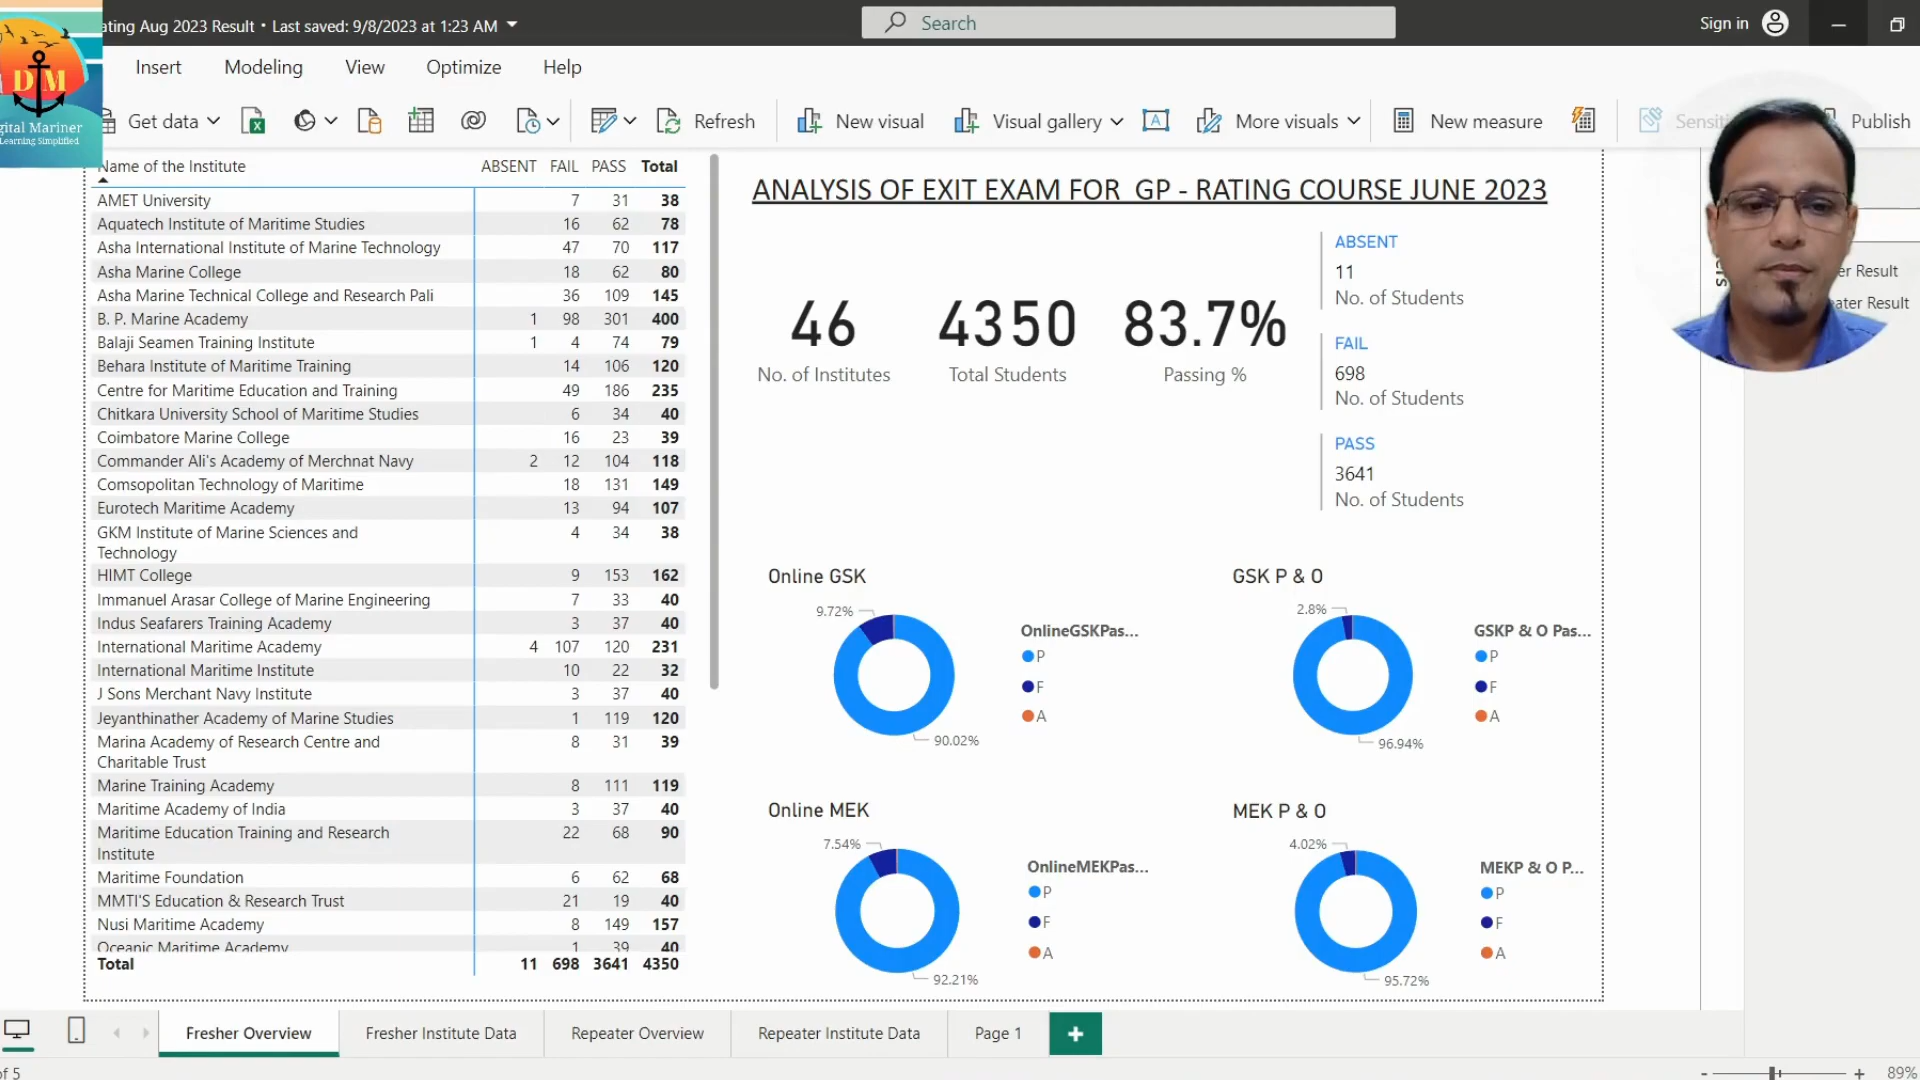 ating Aug 2023 Result • Last saved: 9/8/2023 at 1:23 AM
Search
Sign in
DM
gital Mariner
Learning Simplified
Insert Modeling View Optimize Help
Get data Refresh New visual Visual gallery More visuals New measure Sensiti Publish
Name of the Institute ABSENT FAIL PASS Total
AMET University 7 31 38
Aquatech Institute of Maritime Studies 16 62 78
Asha International Institute of Marine Technology 47 70 117
Asha Marine College 18 62 80
Asha Marine Technical College and Research Pali 36 109 145
B. P. Marine Academy 1 98 301 400
Balaji Seamen Training Institute 1 4 74 79
Behara Institute of Maritime Training 14 106 120
Centre for Maritime Education and Training 49 186 235
Chitkara University School of Maritime Studies 6 34 40
Coimbatore Marine College 16 23 39
Commander Ali's Academy of Merchnat Navy 2 12 104 118
Comsopolitan Technology of Maritime 18 131 149
Eurotech Maritime Academy 13 94 107
GKM Institute of Marine Sciences and 4 34 38
Technology
HIMT College 9 153 162
Immanuel Arasar College of Marine Engineering 7 33 40
Indus Seafarers Training Academy 3 37 40
International Maritime Academy 4 107 120 231
International Maritime Institute 10 22 32
J Sons Merchant Navy Institute 3 37 40
Jeyanthinather Academy of Marine Studies 1 119 120
Marina Academy of Research Centre and 8 31 39
Charitable Trust
Marine Training Academy 8 111 119
Maritime Academy of India 3 37 40
Maritime Education Training and Research 22 68 90
Institute
Maritime Foundation 6 62 68
MMTI'S Education & Research Trust 21 19 40
Nusi Maritime Academy 8 149 157
Oceanic Maritime Academy 1 39 40
Total 11 698 3641 4350
ANALYSIS OF EXIT EXAM FOR GP - RATING COURSE JUNE 2023
46
No. of Institutes
4350
Total Students
83.7%
Passing %
ABSENT
11
No. of Students
FAIL
698
No. of Students
PASS
3641
No. of Students
er Result
ater Result
Online GSK
9.72%
90.02%
OnlineGSKPas...
P
F
A
GSK P & O
2.8%
96.94%
GSKP & O Pas...
P
F
A
Online MEK
7.54%
92.21%
OnlineMEKPas...
P
F
A
MEK P & O
4.02%
95.72%
MEKP & O P...
P
F
A
Fresher Overview Fresher Institute Data Repeater Overview Repeater Institute Data Page 1 +
of 5
- + 89%